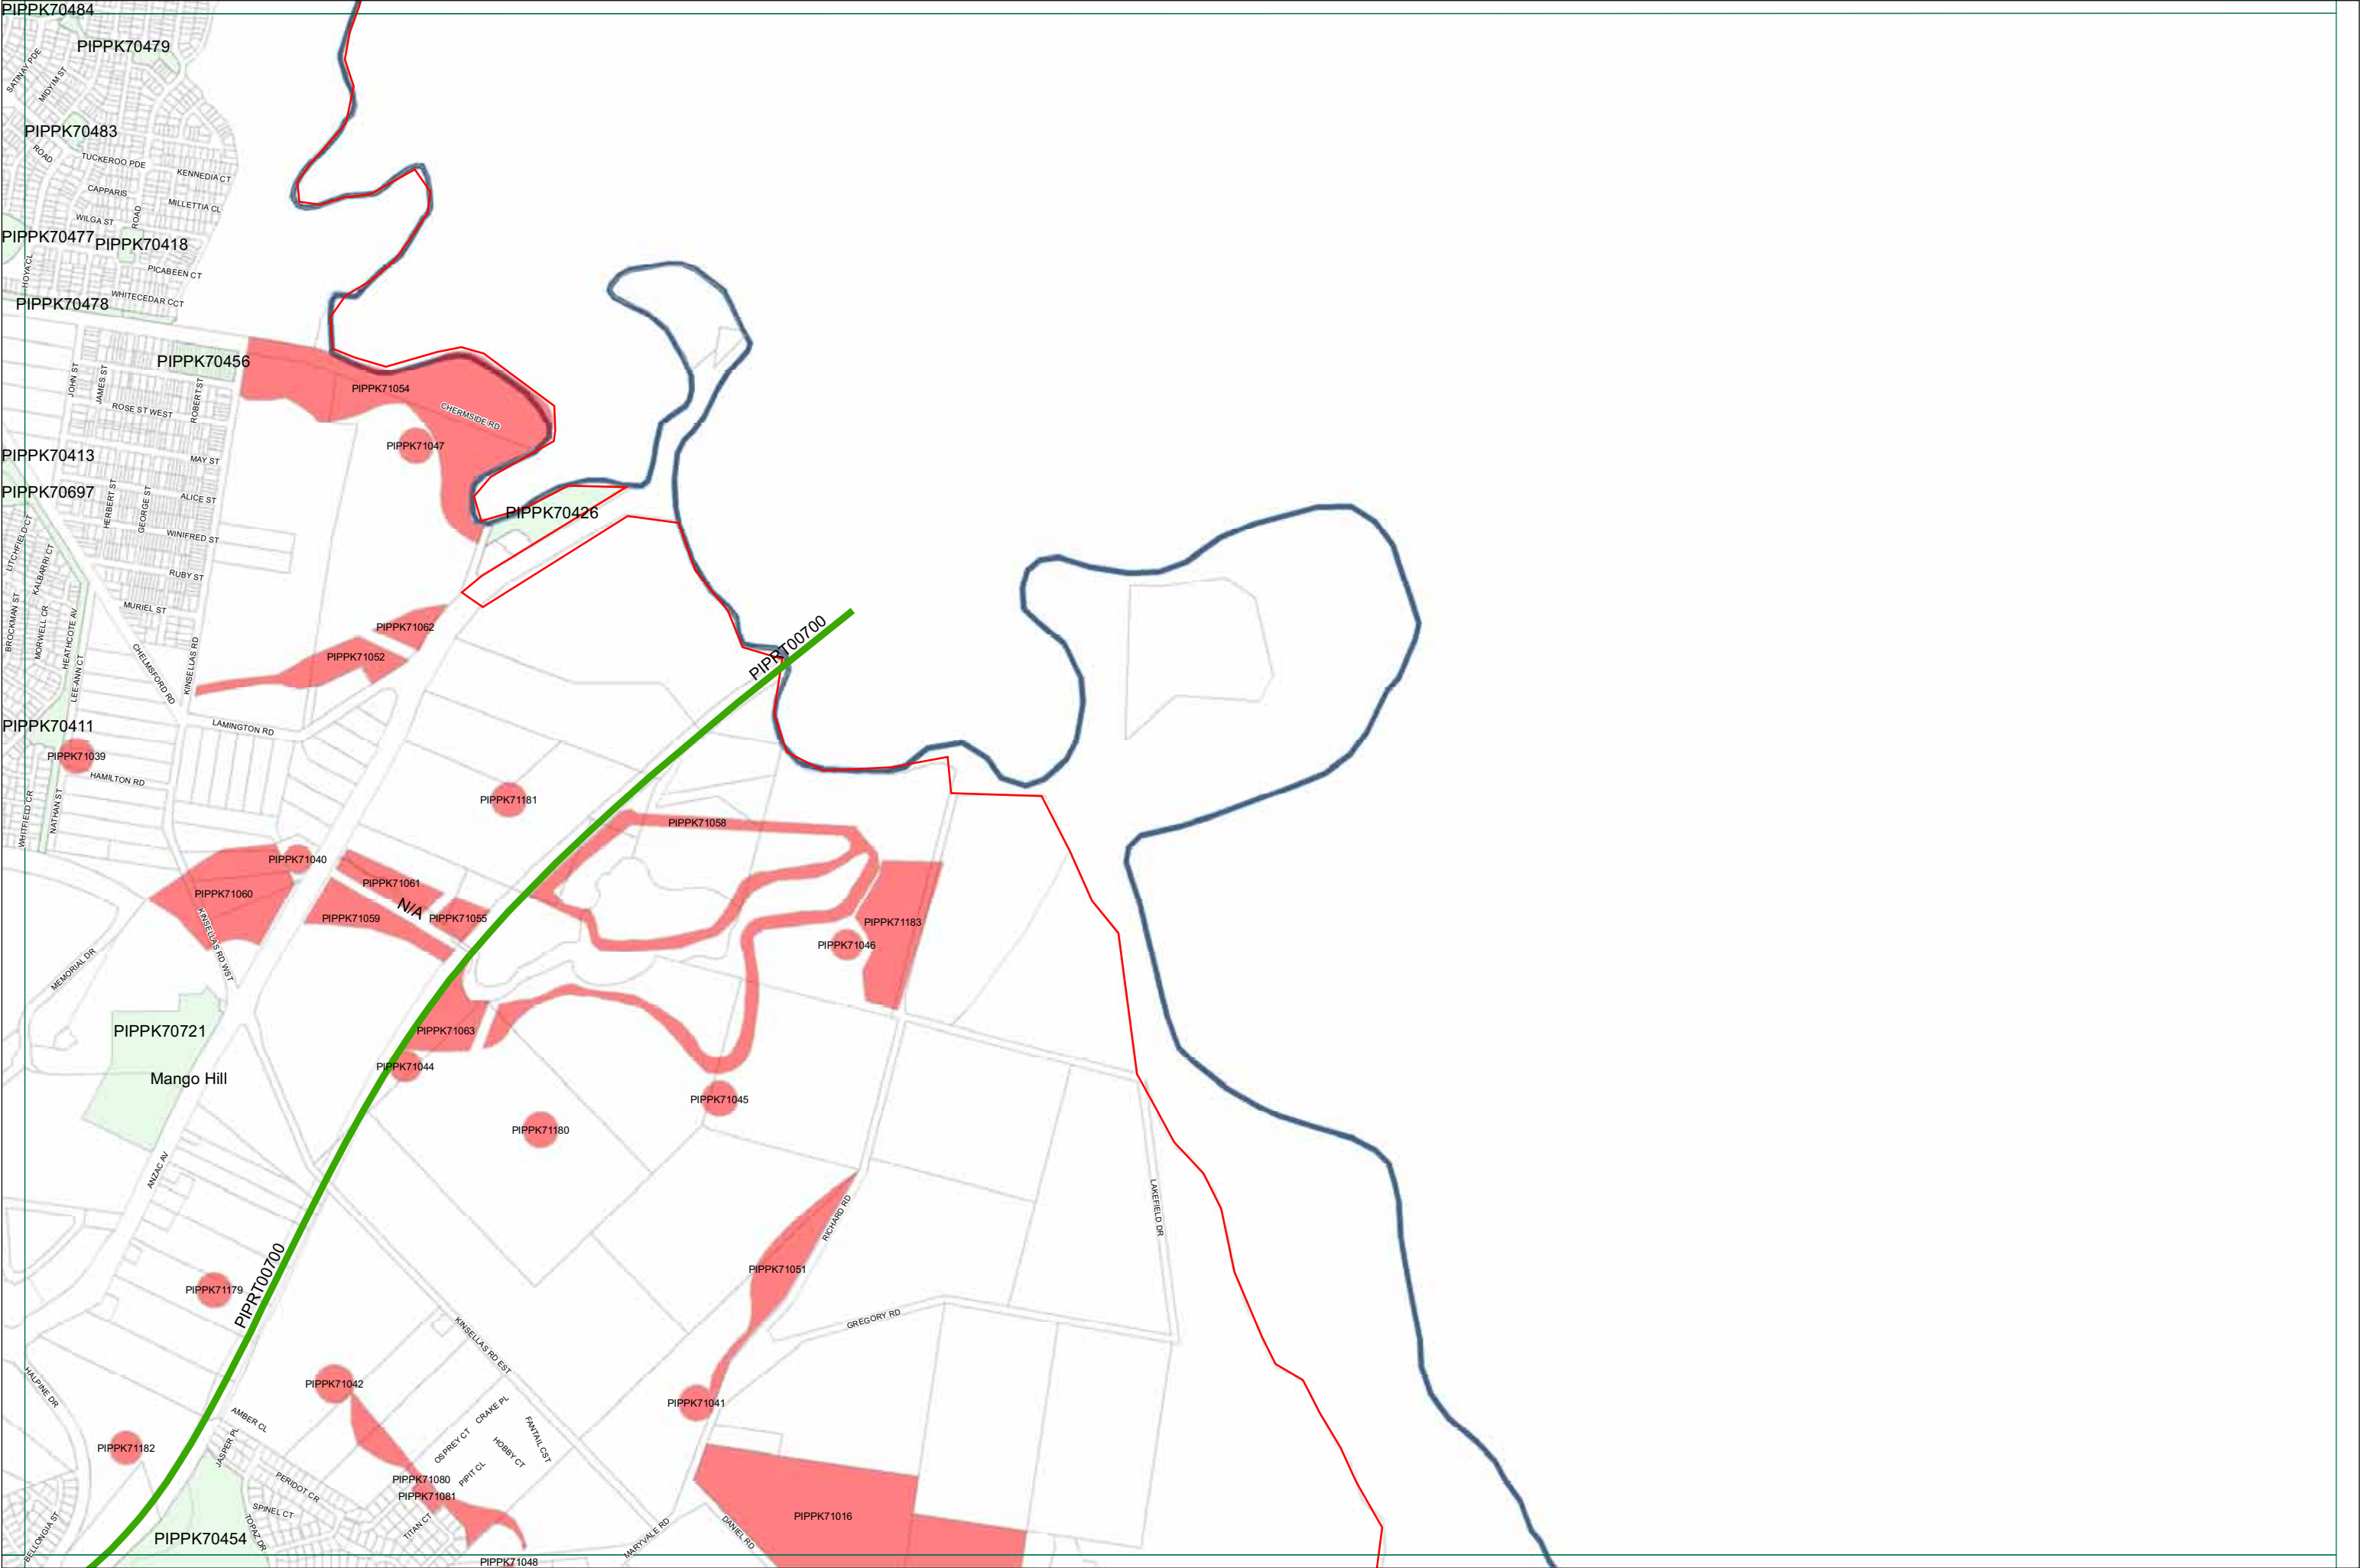 PIPPK70484
PIPPK70479
SATINAY PDE
MIDYIM ST
PIPPK70483
ROAD
TUCKEROO PDE
KENNEDIA CT
CAPPARIS
MILLETTIA CL
WILGA ST
ROAD
PIPPK70477
PIPPK70418
HOYA CL
PICABEEN CT
WHITECEDAR CCT
PIPPK70478
PIPPK70456
JOHN ST
JAMES ST
ROBERT ST
ROSE ST WEST
PIPPK71054
CHERMSIDE RD
PIPPK71047
PIPPK70413
MAY ST
PIPPK70697
HERBERT ST
GEORGE ST
ALICE ST
PIPPK70426
LITCHFIELD CT
KALBARRI CT
WINIFRED ST
RUBY ST
BROCKMAN ST
MORWELL CR
HEATHCOTE AV
MURIEL ST
PIPPK71062
PIPRT00700
LEE-ANN CT
CHELMSFORD RD
KINSELLAS RD
PIPPK71052
PIPPK70411
LAMINGTON RD
PIPPK71039
HAMILTON RD
WHITFIELD CR
NATHAN ST
PIPPK71181
PIPPK71058
PIPPK71040
PIPPK71060
PIPPK71061
N/A
PIPPK71059
PIPPK71055
PIPPK71183
PIPPK71046
KINSELLAS RD WST
MEMORIAL DR
PIPPK70721
PIPPK71063
PIPPK71044
Mango Hill
PIPPK71045
PIPPK71180
ANZAC AV
LAKEFIELD DR
RICHARD RD
PIPPK71051
PIPRT00700
PIPPK71179
GREGORY RD
KINSELLAS RD EST
HALPINE DR
PIPPK71042
PIPPK71041
AMBER CL
CRAKE PL
FANTAIL CST
OSPREY CT
HOBBY CT
JASPER PL
PIPPK71182
PIPIT CL
PERIDOT CR
PIPPK71080
PIPPK71081
SPINEL CT
TITAN CT
PIPPK71016
BELLONGIA ST
PIPPK70454
TOPAZ DR
MARYVALE RD
DANIEL RD
PIPPK71048